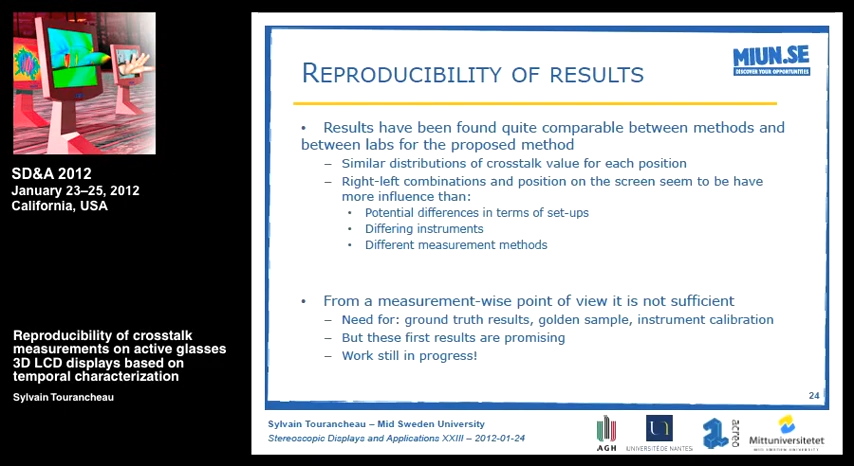 SD&A 2012
January 23–25, 2012
California, USA
Reproducibility of crosstalk
measurements on active glasses
3D LCD displays based on
temporal characterization
Sylvain Tourancheau
MIUN.SE
DISCOVER YOUR OPPORTUNITIES
REPRODUCIBILITY OF RESULTS
• Results have been found quite comparable between methods and
between labs for the proposed method
– Similar distributions of crosstalk value for each position
– Right-left combinations and position on the screen seem to be have
more influence than:
• Potential differences in terms of set-ups
• Differing instruments
• Different measurement methods
• From a measurement-wise point of view it is not sufficient
– Need for: ground truth results, golden sample, instrument calibration
– But these first results are promising
– Work still in progress!
24
Sylvain Tourancheau – Mid Sweden University
Stereoscopic Displays and Applications XXIII – 2012-01-24
AGH
UNIVERSITÉ DE NANTES
acreo
Mittuniversitetet
MID SWEDEN UNIVERSITY